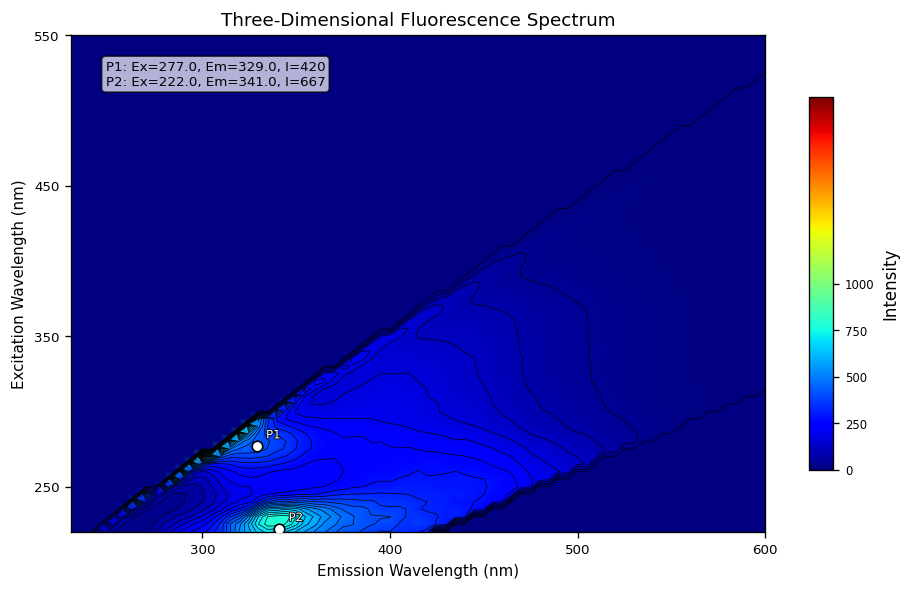 Three-Dimensional Fluorescence Spectrum
550
450
350
250
Excitation Wavelength (nm)
P1: Ex=277.0, Em=329.0, I=420
P2: Ex=222.0, Em=341.0, I=667
P1
P2
300
400
500
600
Emission Wavelength (nm)
1000
750
500
250
0
Intensity